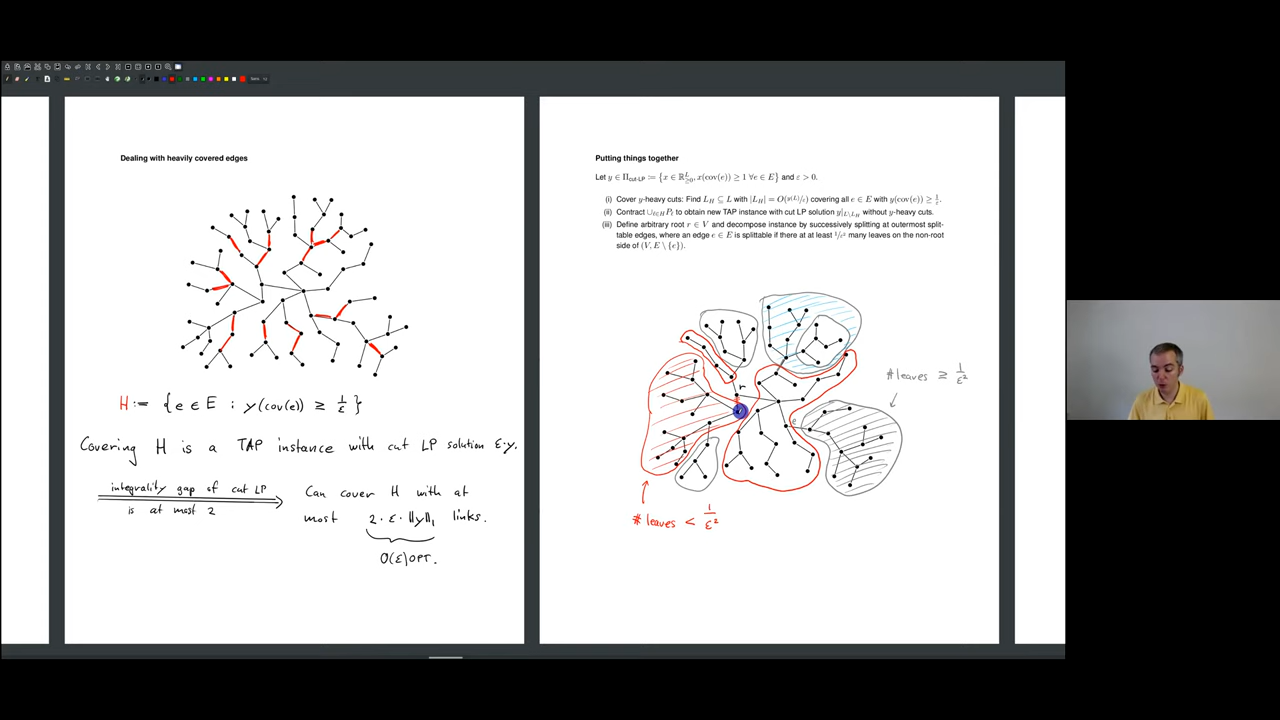 Dealing with heavily covered edges
H := { e ∈ E : y(cov(e)) ≥ 1/ε }
Covering H is a TAP instance with cut LP solution ε·y.
integrality gap of cut LP
is at most 2
Can cover H with at
most 2·ε·‖y‖₁ links.
O(ε)OPT.
Putting things together
Let y ∈ Π_cut-LP := {x ∈ ℝ^L_≥0, x(cov(e)) ≥ 1 ∀e ∈ E} and ε > 0.
(i) Cover y-heavy cuts: Find L_H ⊆ L with |L_H| = O(y(L)/ε) covering all e ∈ E with y(cov(e)) ≥ 1/ε.
(ii) Contract ∪_ℓ∈H P_ℓ to obtain new TAP instance with cut LP solution y|_L\L_H without y-heavy cuts.
(iii) Define arbitrary root r ∈ V and decompose instance by successively splitting at outermost split-
table edges, where an edge e ∈ E is splittable if there at at least 1/ε² many leaves on the non-root
side of (V, E \ {e}).
r
e
#leaves ≥ 1/ε²
#leaves < 1/ε²